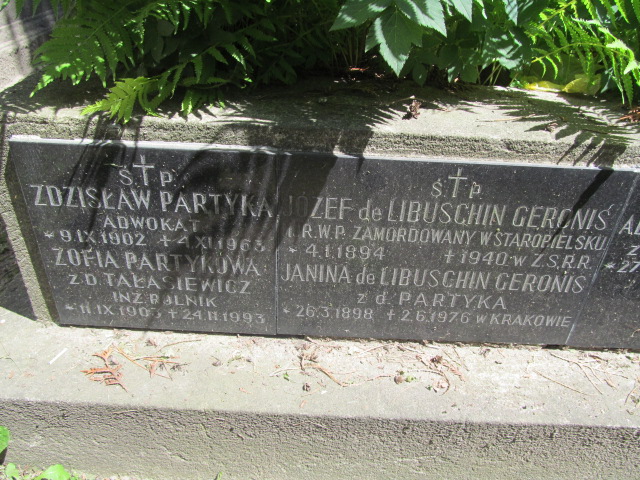 Ś † P
ZDZISŁAW PARTYKA
ADWOKAT
* 9.IX.1902 + 4.XI.1963
ZOFIA PARTYKOWA
Z D. TAŁASIEWICZ
INŻ. ROLNIK
* 11.IX.1905 + 24.II.1993
Ś † P
JÓZEF de LIBUSCHIN GERONIS
R.W.P. ZAMORDOWANY W STAROBIELSKU
* 4.I.1894 + 1940 w Z.S.R.R.
JANINA de LIBUSCHIN GERONIS
z d. PARTYKA
* 26.3.1898 + 2.6.1976 w KRAKOWIE